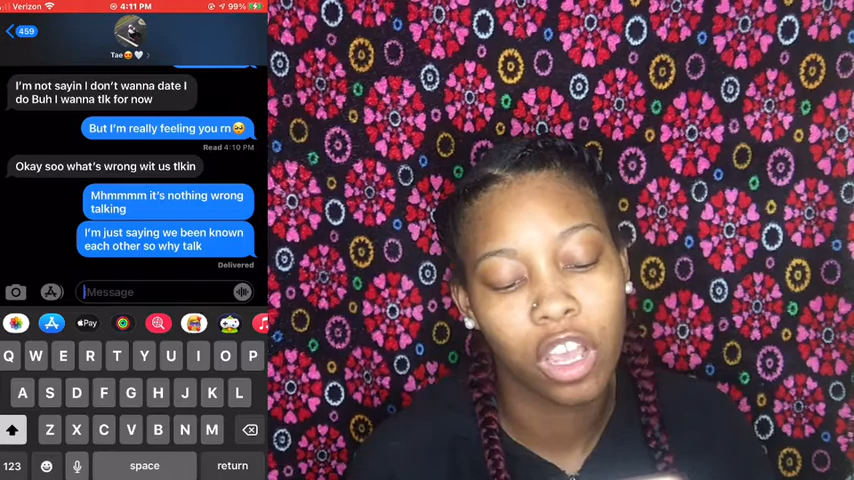 Verizon 4:11 PM 99%
459
Tae
I'm not sayin I don't wanna date I
do Buh I wanna tlk for now
But I'm really feeling you rn🥺
Read 4:10 PM
Okay soo what's wrong wit us tlkin
Mhmmmm it's nothing wrong
talking
I'm just saying we been known
each other so why talk
Delivered
iMessage
Pay
Q W E R T Y U I O P
A S D F G H J K L
Z X C V B N M
123 space return